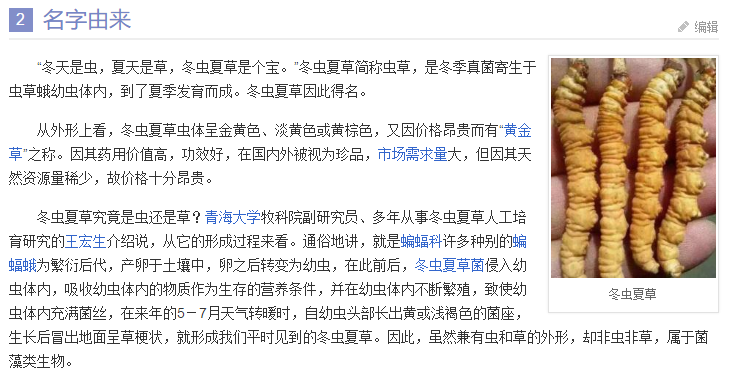 2 名字由来
编辑
“冬天是虫，夏天是草，冬虫夏草是个宝。”冬虫夏草简称虫草，是冬季真菌寄生于
虫草蛾幼虫体内，到了夏季发育而成。冬虫夏草因此得名。
从外形上看，冬虫夏草虫体呈金黄色、淡黄色或黄棕色，又因价格昂贵而有“黄金
草”之称。因其药用价值高，功效好，在国内外被视为珍品，市场需求量大，但因其天
然资源量稀少，故价格十分昂贵。
冬虫夏草究竟是虫还是草？青海大学牧科院副研究员、多年从事冬虫夏草人工培
育研究的王宏生介绍说，从它的形成过程来看。通俗地讲，就是蝙蝠科许多种别的蝙
蝠蛾为繁衍后代，产卵于土壤中，卵之后转变为幼虫，在此前后，冬虫夏草菌侵入幼
虫体内，吸收幼虫体内的物质作为生存的营养条件，并在幼虫体内不断繁殖，致使幼
虫体内充满菌丝，在来年的5－7月天气转暖时，自幼虫头部长出黄或浅褐色的菌座，
生长后冒出地面呈草梗状，就形成我们平时见到的冬虫夏草。因此，虽然兼有虫和草的外形，却非虫非草，属于菌
藻类生物。
冬虫夏草